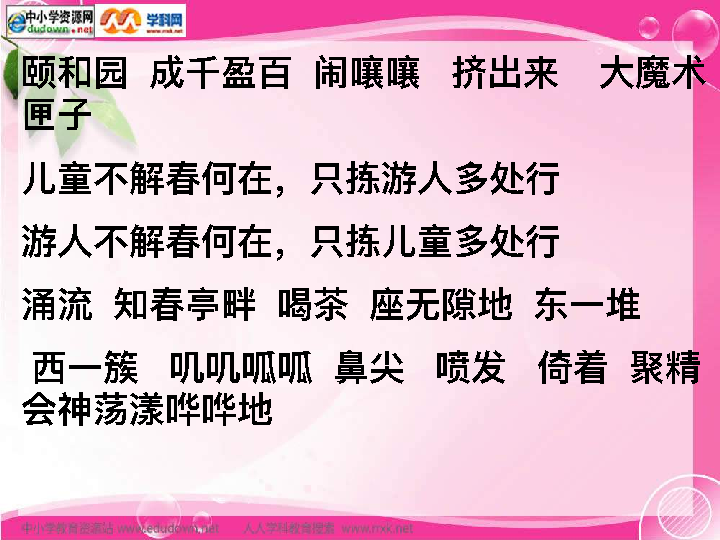 中小学资源网
edudown.net
学科网
www.nxk.net
颐和园 成千盈百 闹嚷嚷 挤出来 大魔术
匣子
儿童不解春何在，只拣游人多处行
游人不解春何在，只拣儿童多处行
涌流 知春亭畔 喝茶 座无隙地 东一堆
西一簇 叽叽呱呱 鼻尖 喷发 倚着 聚精
会神荡漾哗哗地
中小学教育资源站 www.edudown.net 人人学科教育搜索 www.nxk.net